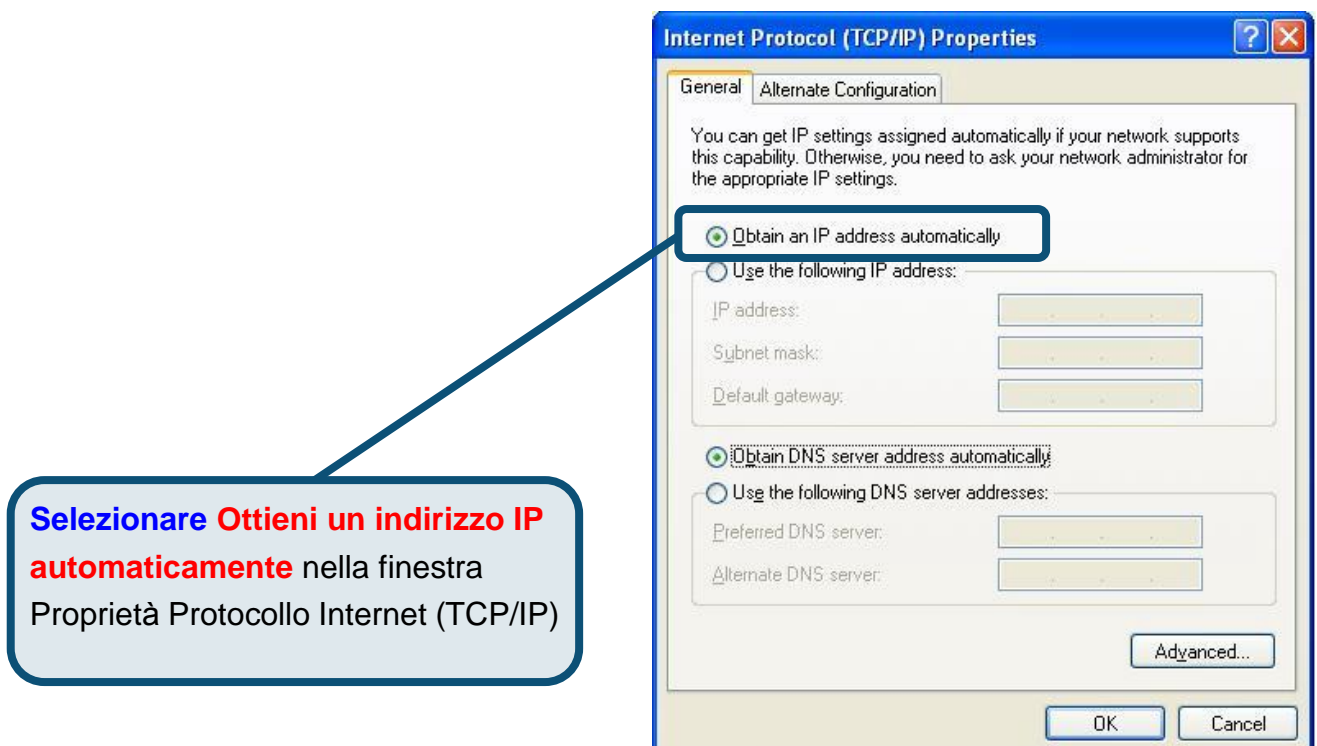 Internet Protocol (TCP/IP) Properties
General
Alternate Configuration
You can get IP settings assigned automatically if your network supports
this capability. Otherwise, you need to ask your network administrator for
the appropriate IP settings.
Obtain an IP address automatically
Use the following IP address:
IP address:
Subnet mask:
Default gateway:
Obtain DNS server address automatically
Use the following DNS server addresses:
Preferred DNS server:
Alternate DNS server:
Advanced...
OK
Cancel
Selezionare Ottieni un indirizzo IP
automaticamente nella finestra
Proprietà Protocollo Internet (TCP/IP)